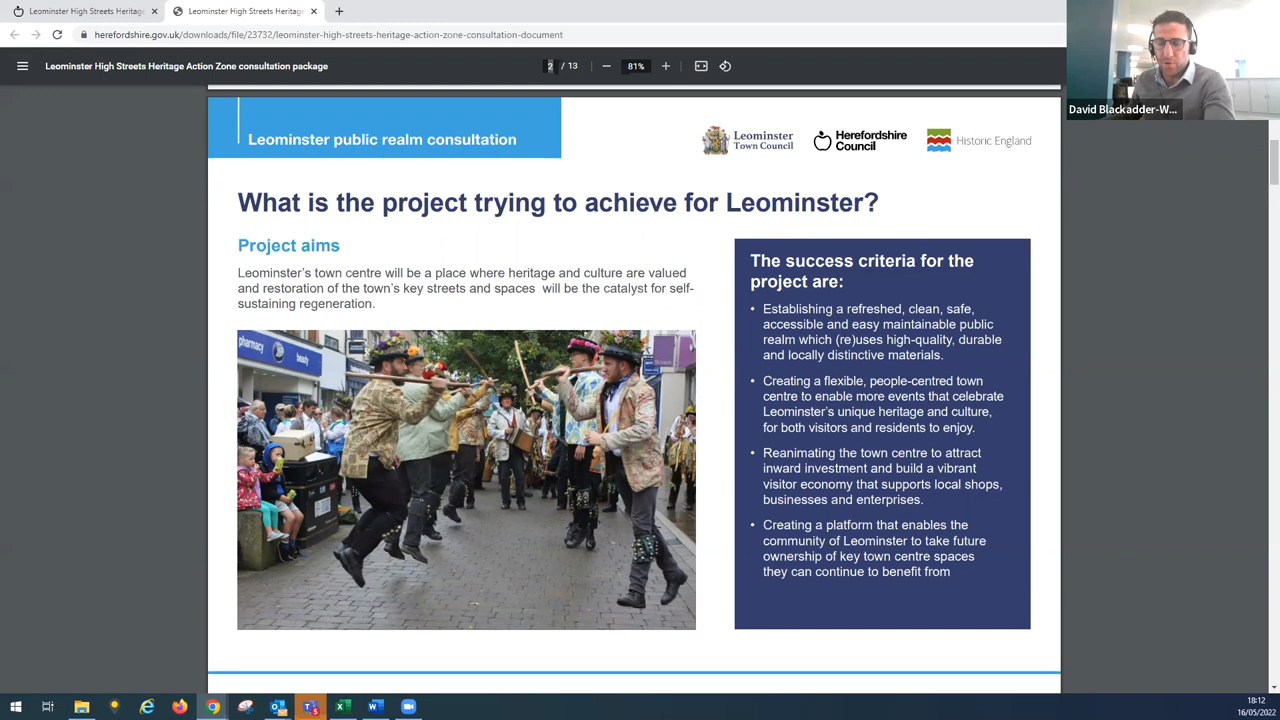 Leominster High Streets Heritage
Leominster High Streets Heritage
herefordshire.gov.uk/downloads/file/23732/leominster-high-streets-heritage-action-zone-consultation-document
Leominster High Streets Heritage Action Zone consultation package
2 / 13
81%
David Blackadder-W...
Leominster public realm consultation
Leominster
Town Council
Herefordshire
Council
Historic England
What is the project trying to achieve for Leominster?
Project aims
Leominster's town centre will be a place where heritage and culture are valued
and restoration of the town's key streets and spaces will be the catalyst for self-
sustaining regeneration.
pharmacy
Boots
beauty
The success criteria for the
project are:
• Establishing a refreshed, clean, safe,
accessible and easy maintainable public
realm which (re)uses high-quality, durable
and locally distinctive materials.
• Creating a flexible, people-centred town
centre to enable more events that celebrate
Leominster's unique heritage and culture,
for both visitors and residents to enjoy.
• Reanimating the town centre to attract
inward investment and build a vibrant
visitor economy that supports local shops,
businesses and enterprises.
• Creating a platform that enables the
community of Leominster to take future
ownership of key town centre spaces
they can continue to benefit from
18:12
16/05/2022